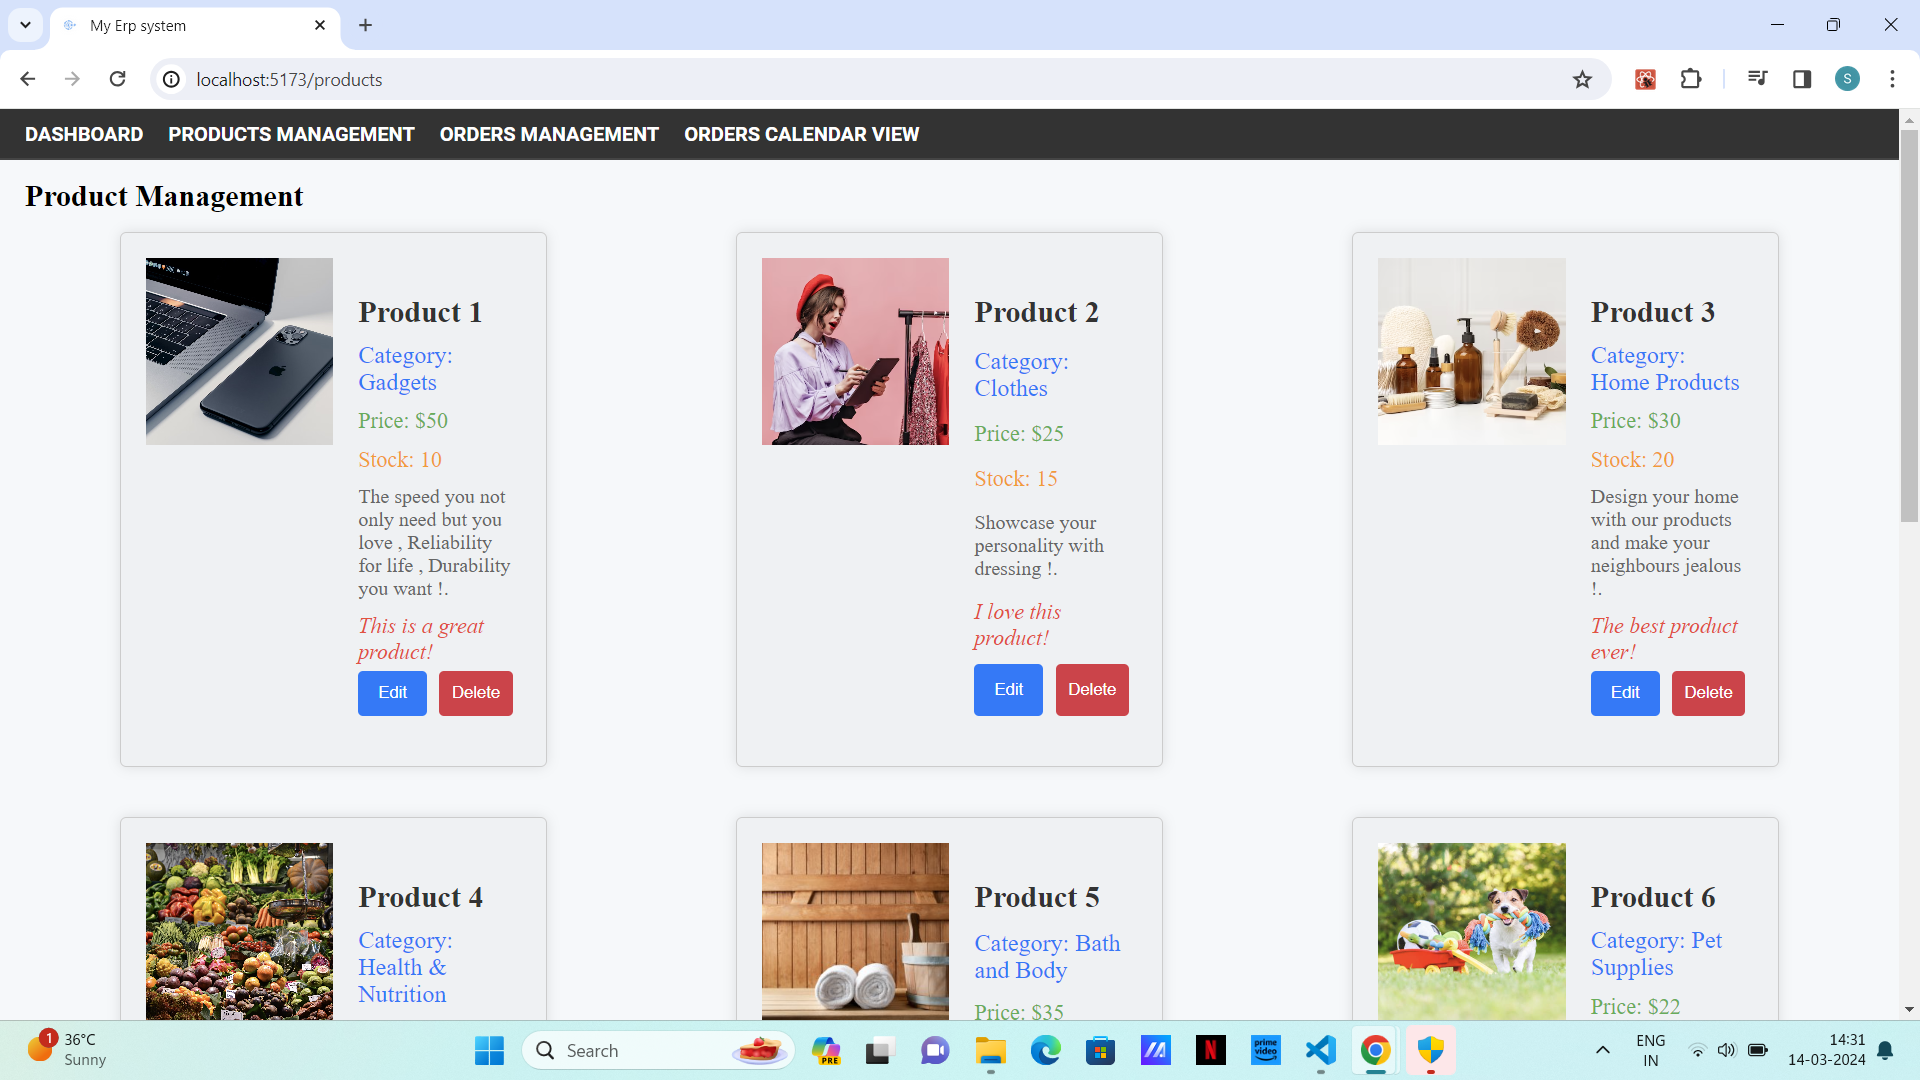 My Erp system
localhost:5173/products
S
DASHBOARD PRODUCTS MANAGEMENT ORDERS MANAGEMENT ORDERS CALENDAR VIEW
Product Management
Product 1
Category:
Gadgets
Price: $50
Stock: 10
The speed you not
only need but you
love , Reliability
for life , Durability
you want !.
This is a great
product!
Edit Delete
Product 2
Category:
Clothes
Price: $25
Stock: 15
Showcase your
personality with
dressing !.
I love this
product!
Edit Delete
Product 3
Category:
Home Products
Price: $30
Stock: 20
Design your home
with our products
and make your
neighbours jealous
!.
The best product
ever!
Edit Delete
Product 4
Category:
Health &
Nutrition
Product 5
Category: Bath
and Body
Price: $35
Product 6
Category: Pet
Supplies
Price: $22
1
36°C
Sunny
Search
PRE
N
prime
video
ENG
IN
14:31
14-03-2024